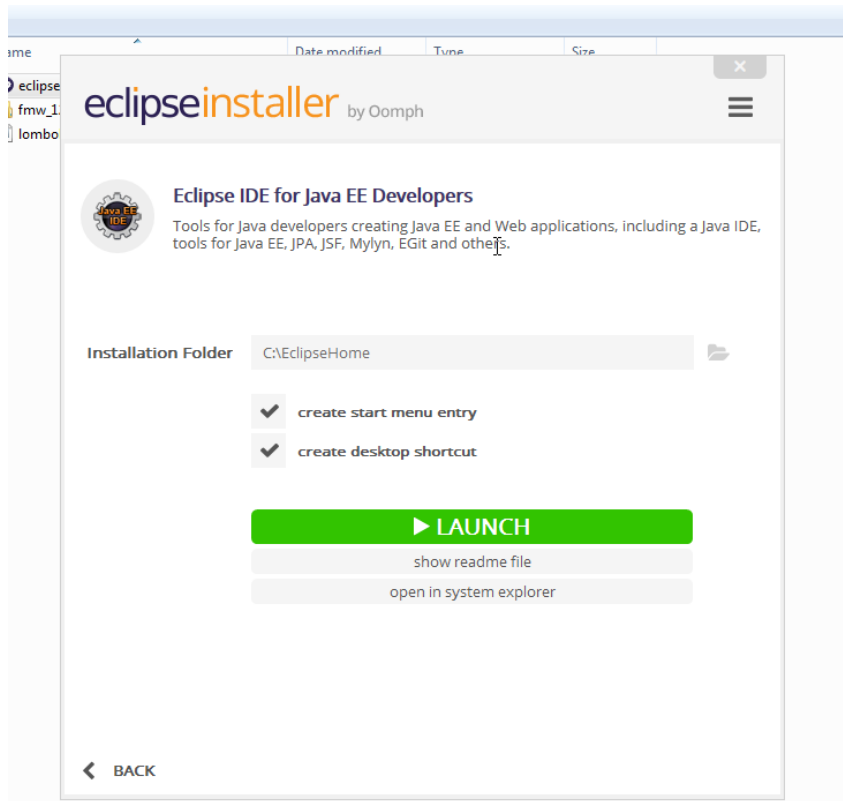 ame Date modified Type Size
eclipse
fmw_1
lombo
eclipseinstaller by Oomph
Java EE
IDE
Eclipse IDE for Java EE Developers
Tools for Java developers creating Java EE and Web applications, including a Java IDE,
tools for Java EE, JPA, JSF, Mylyn, EGit and others.
Installation Folder C:\EclipseHome
create start menu entry
create desktop shortcut
LAUNCH
show readme file
open in system explorer
BACK